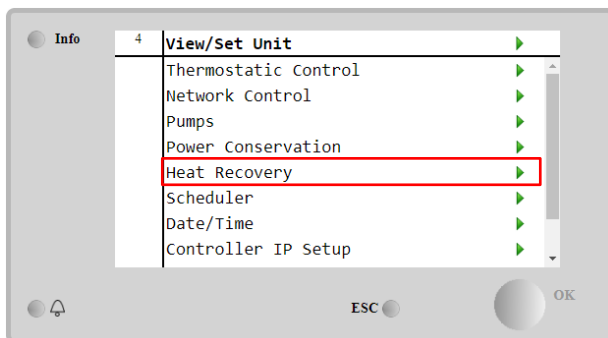 Info
4 View/Set Unit
Thermostatic Control
Network Control
Pumps
Power Conservation
Heat Recovery
Scheduler
Date/Time
Controller IP Setup
ESC
OK